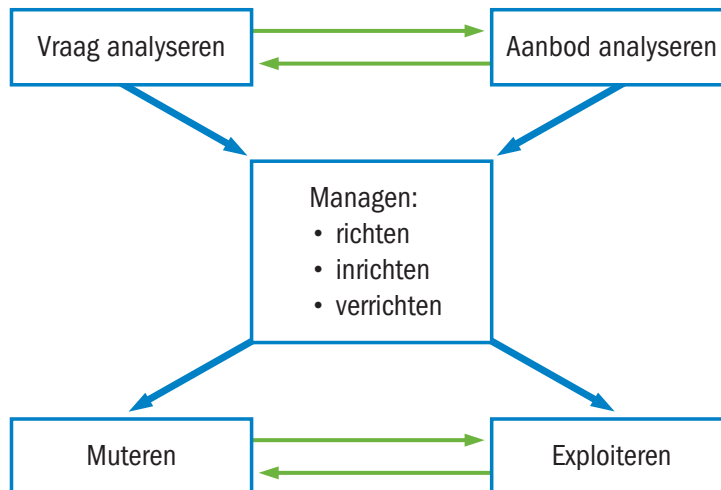 Vraag analyseren
Aanbod analyseren
Managen:
• richten
• inrichten
• verrichten
Muteren
Exploiteren